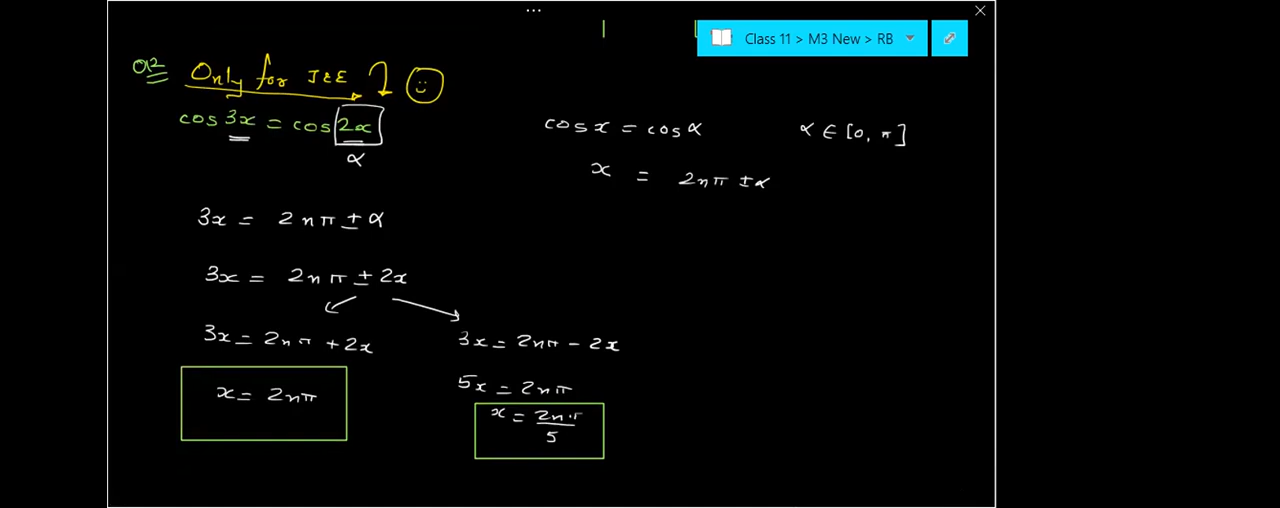 ...
Class 11 > M3 New > RB
Q2 Only for JEE
cos 3x = cos 2x
α
cos x = cos α α ∈ [0, π]
x = 2nπ ± α
3x = 2nπ ± α
3x = 2nπ ± 2x
3x = 2nπ + 2x
x = 2nπ
3x = 2nπ - 2x
5x = 2nπ
x = 2nπ/5